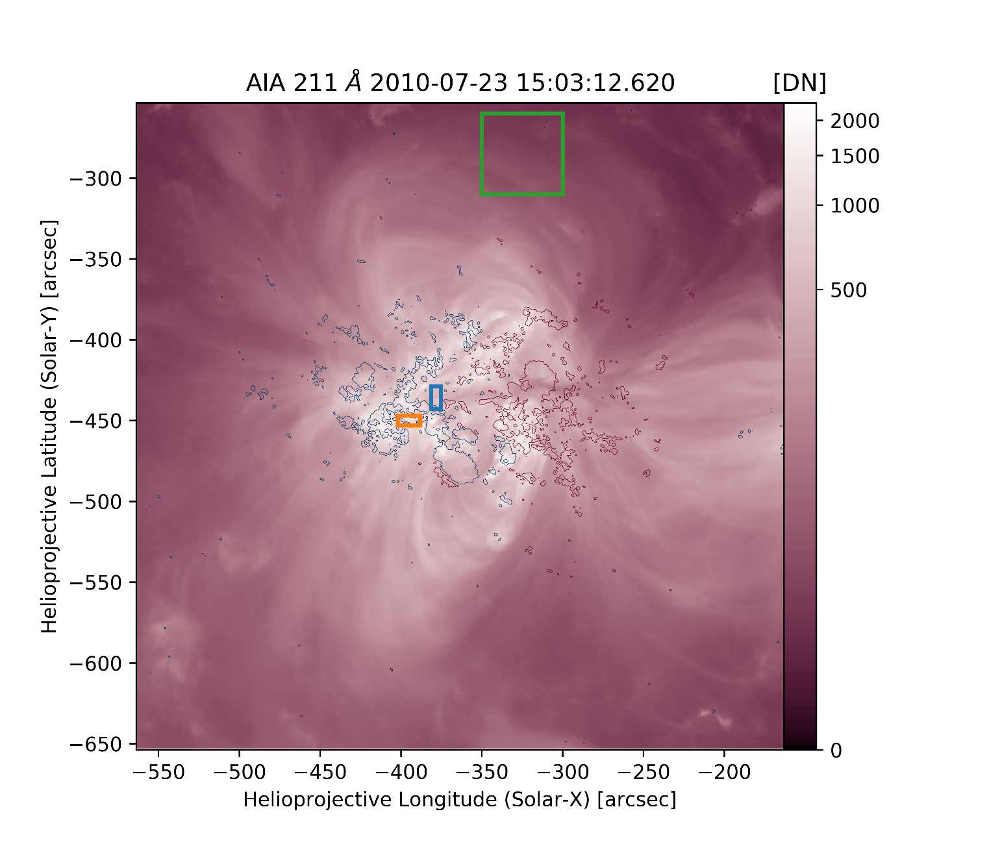 AIA 211 Å 2010-07-23 15:03:12.620
[DN]
2000
1500
1000
500
0
Helioprojective Latitude (Solar-Y) [arcsec]
−300
−350
−400
−450
−500
−550
−600
−650
−550 −500 −450 −400 −350 −300 −250 −200
Helioprojective Longitude (Solar-X) [arcsec]